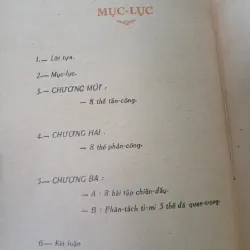 MỤC-LỤC
1.— Lời tựa.
2.— Mục-lục.
3.— CHƯƠNG MỘT :
— 8 thế tấn-công.
4.— CHƯƠNG HAI :
— 8 thế phản-công.
5.— CHƯƠNG BA :
— A : 8 bài tập chiến-đấu.
— B : Phân-tách tỉ-mỉ 3 thế đá quan-trọng.
6.— Kết-luận